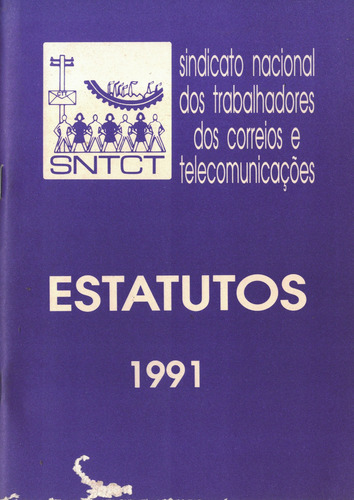 sindicato nacional
dos trabalhadores
dos correios e
telecomunicações
SNTCT
ESTATUTOS
1991